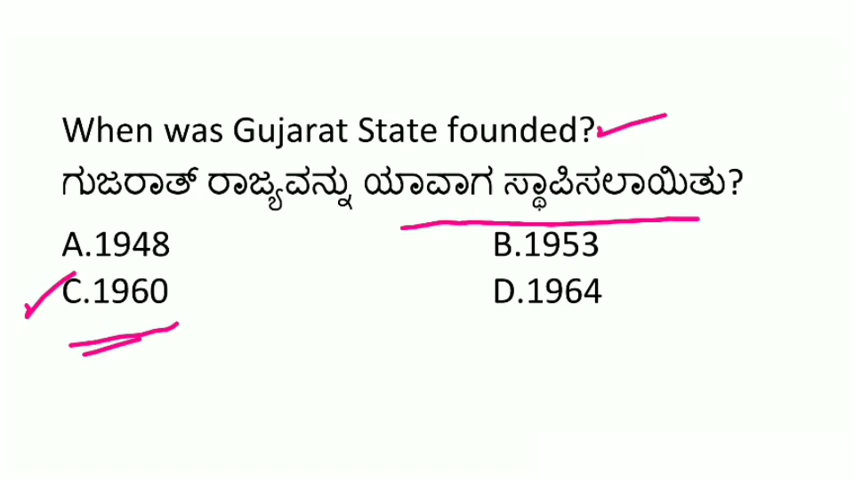 When was Gujarat State founded?
ಗುಜರಾತ್ ರಾಜ್ಯವನ್ನು ಯಾವಾಗ ಸ್ಥಾಪಿಸಲಾಯಿತು?
A.1948 B.1953
C.1960 D.1964